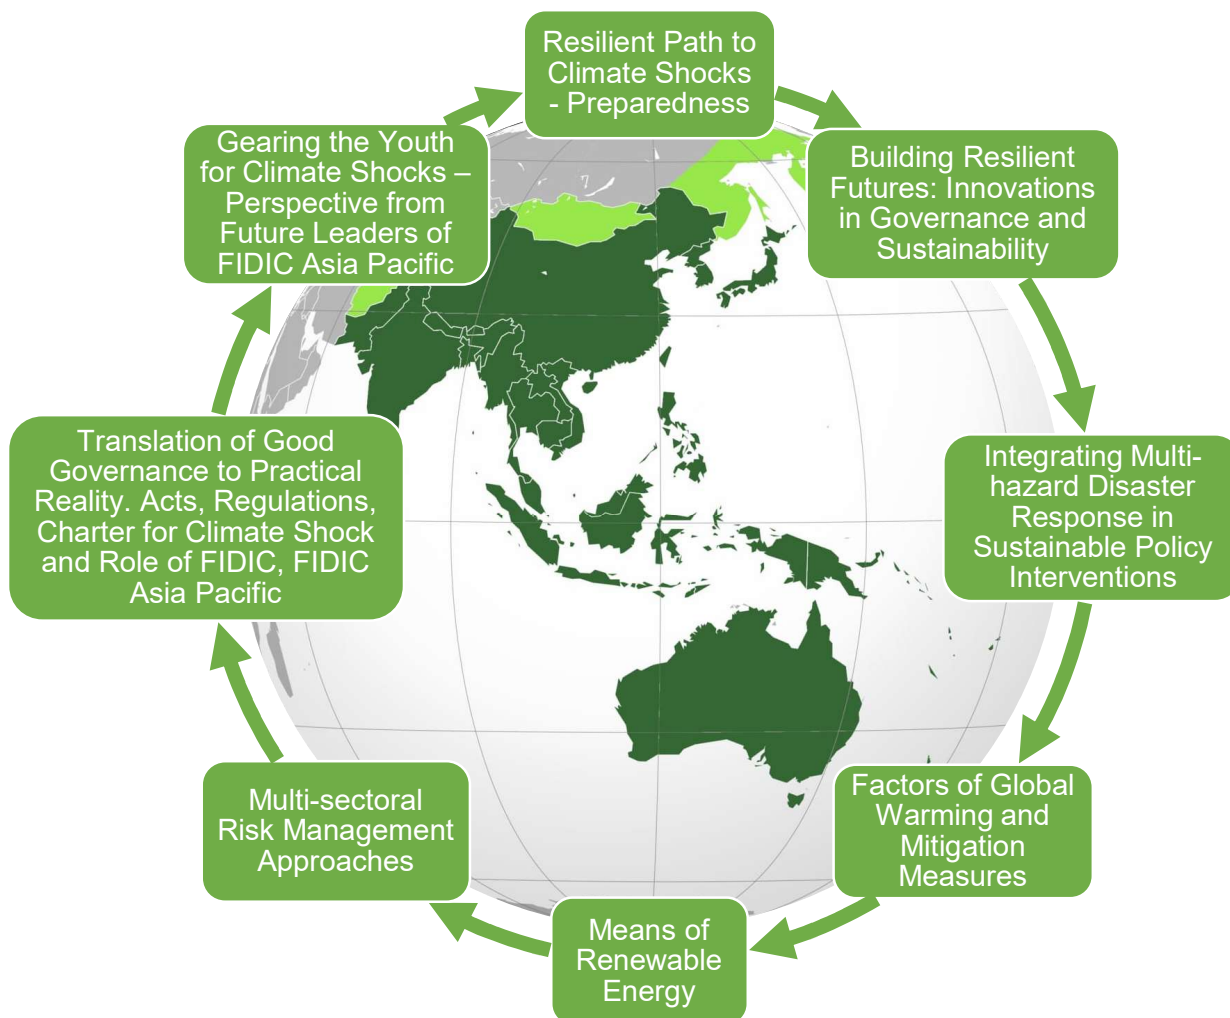 Resilient Path to
Climate Shocks
- Preparedness
Building Resilient
Futures: Innovations
in Governance and
Sustainability
Integrating Multi-
hazard Disaster
Response in
Sustainable Policy
Interventions
Factors of Global
Warming and
Mitigation
Measures
Means of
Renewable
Energy
Multi-sectoral
Risk Management
Approaches
Translation of Good
Governance to Practical
Reality. Acts, Regulations,
Charter for Climate Shock
and Role of FIDIC, FIDIC
Asia Pacific
Gearing the Youth
for Climate Shocks –
Perspective from
Future Leaders of
FIDIC Asia Pacific